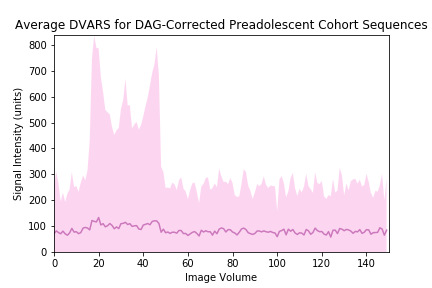 Average DVARS for DAG-Corrected Preadolescent Cohort Sequences
Signal Intensity (units)
800
700
600
500
400
300
200
100
0
0 20 40 60 80 100 120 140
Image Volume